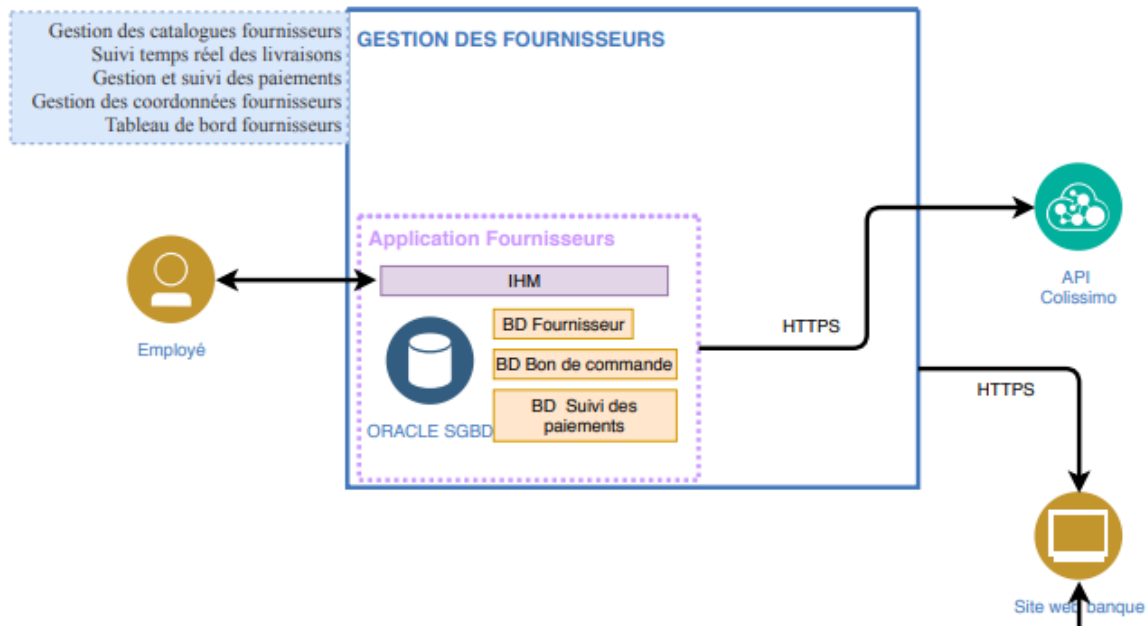 Gestion des catalogues fournisseurs
Suivi temps réel des livraisons
Gestion et suivi des paiements
Gestion des coordonnées fournisseurs
Tableau de bord fournisseurs
GESTION DES FOURNISSEURS
Application Fournisseurs
IHM
BD Fournisseur
BD Bon de commande
BD Suivi des
paiements
ORACLE SGBD
Employé
HTTPS
API
Colissimo
HTTPS
Site web banque